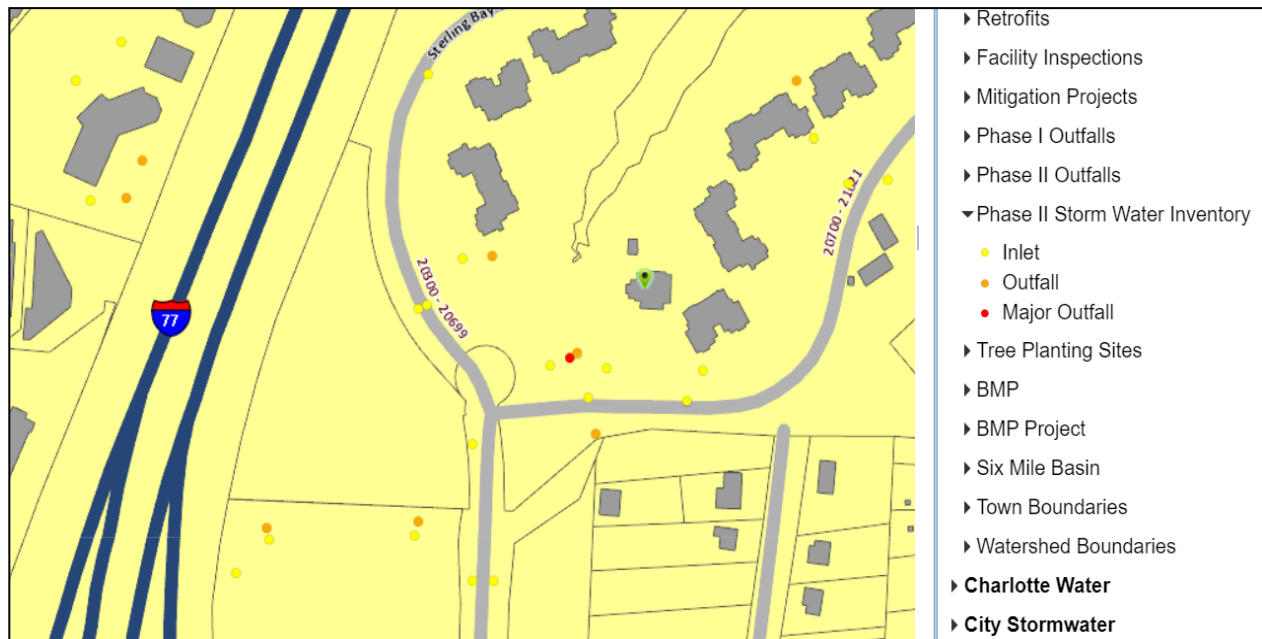 Sterling Bay
20300 - 20699
20700 - 21021
77
Retrofits
Facility Inspections
Mitigation Projects
Phase I Outfalls
Phase II Outfalls
Phase II Storm Water Inventory
Inlet
Outfall
Major Outfall
Tree Planting Sites
BMP
BMP Project
Six Mile Basin
Town Boundaries
Watershed Boundaries
Charlotte Water
City Stormwater